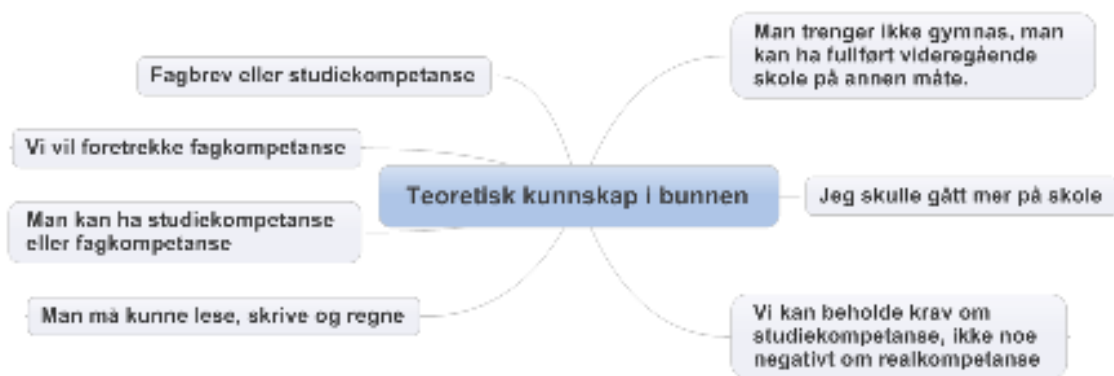 Man trenger ikke gymnas, man
kan ha fullført videregående
skole på annen måte.
Fagbrev eller studiekompetanse
Vi vil foretrekke fagkompetanse
Teoretisk kunnskap i bunnen
Jeg skulle gått mer på skole
Man kan ha studiekompetanse
eller fagkompetanse
Man må kunne lese, skrive og regne
Vi kan beholde krav om
studiekompetanse, ikke noe
negativt om realkompetanse